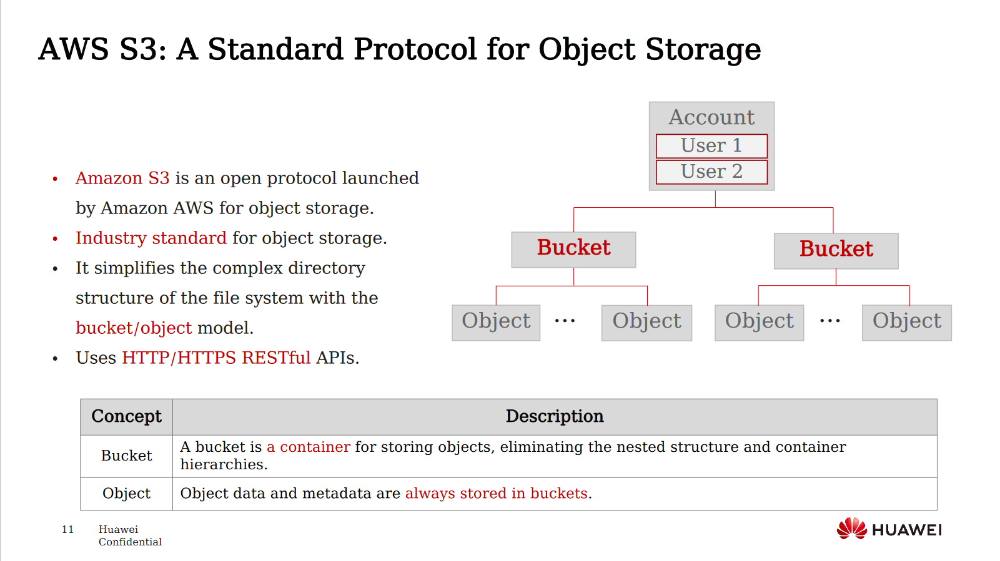 AWS S3: A Standard Protocol for Object Storage
• Amazon S3 is an open protocol launched
by Amazon AWS for object storage.
• Industry standard for object storage.
• It simplifies the complex directory
structure of the file system with the
bucket/object model.
• Uses HTTP/HTTPS RESTful APIs.
Account
User 1
User 2
Bucket
Bucket
Object ... Object
Object ... Object
Concept Description
Bucket A bucket is a container for storing objects, eliminating the nested structure and container
hierarchies.
Object Object data and metadata are always stored in buckets.
11 Huawei
Confidential
HUAWEI